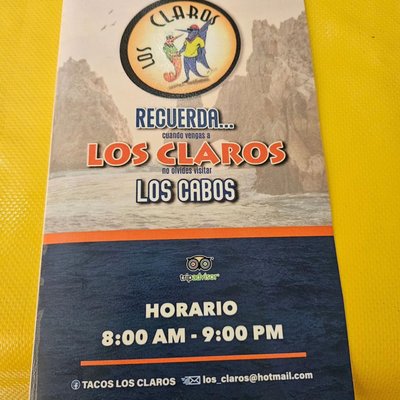 LOS CLAROS
RECUERDA...
cuando vengas a
LOS CLAROS
no olvides visitar
LOS CABOS
tripadvisor
HORARIO
8:00 AM - 9:00 PM
TACOS LOS CLAROS los_claros@hotmail.com